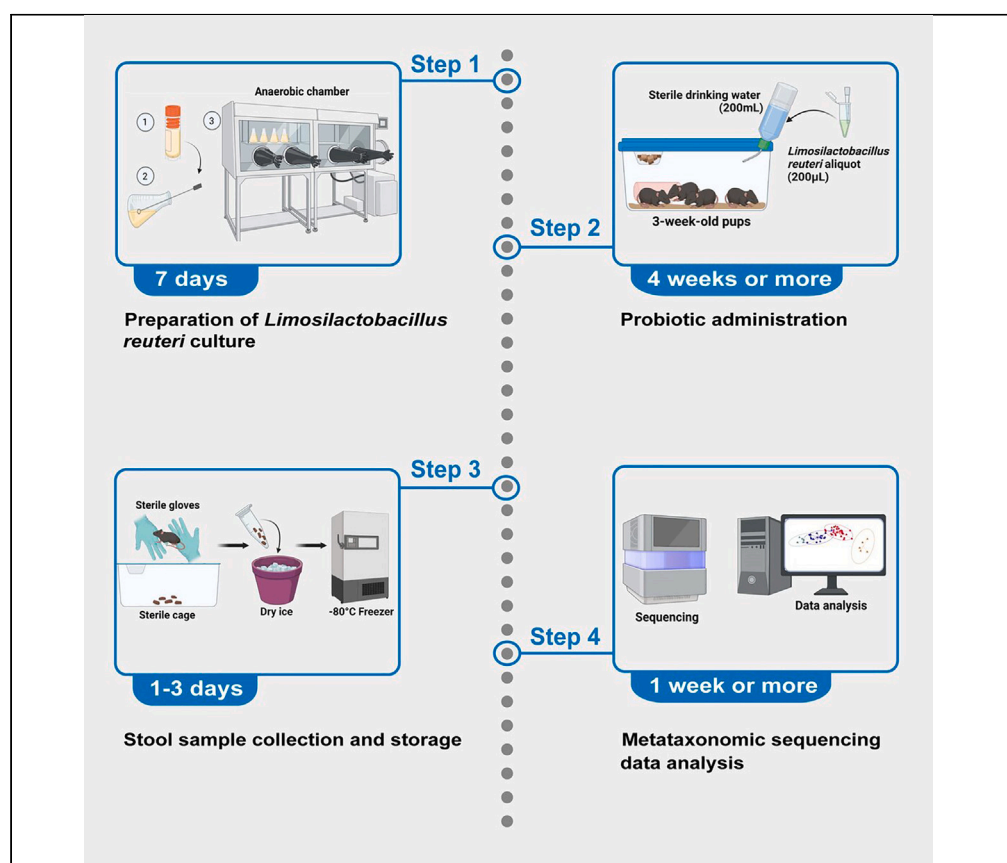 Step 1
Anaerobic chamber
1
3
2
7 days
Preparation of Limosilactobacillus
reuteri culture
Step 2
Sterile drinking water
(200mL)
Limosilactobacillus
reuteri aliquot
(200µL)
3-week-old pups
4 weeks or more
Probiotic administration
Step 3
Sterile gloves
Sterile cage
Dry ice
-80°C Freezer
1-3 days
Stool sample collection and storage
Step 4
Sequencing
Data analysis
1 week or more
Metataxonomic sequencing
data analysis